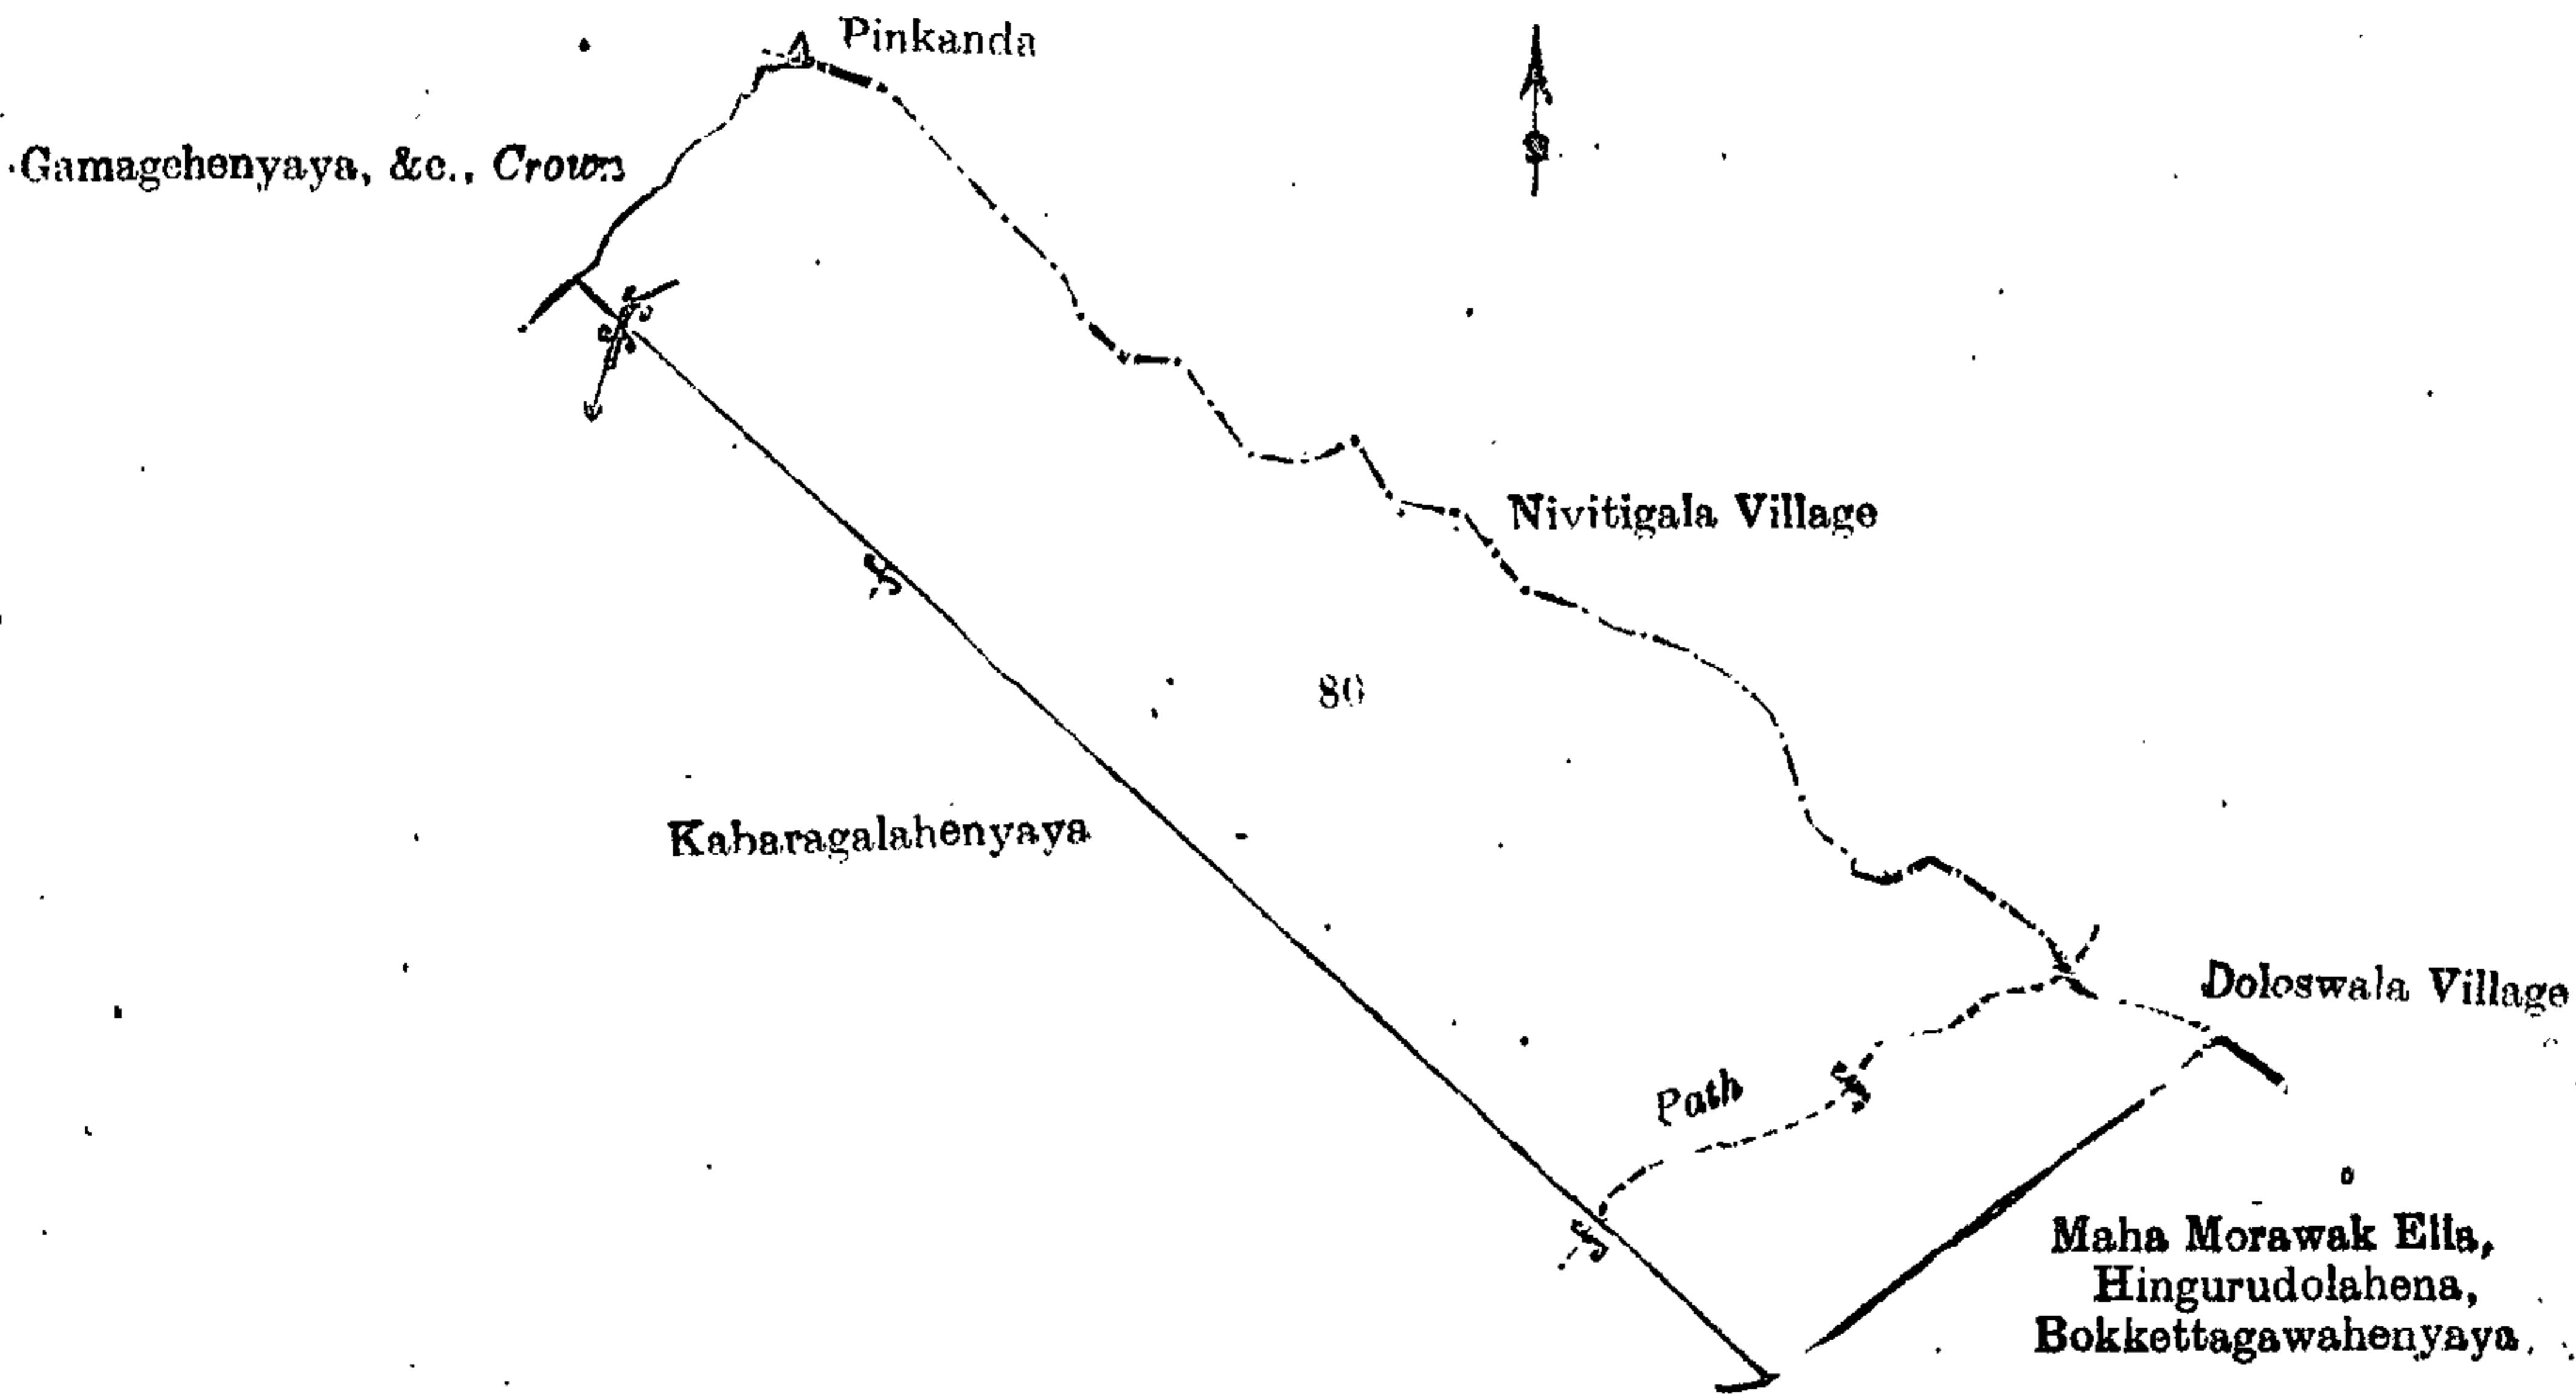 Pinkanda
Gamagehenyaya, &c., Crown
Nivitigala Village
80
Kabaragalahenyaya
Doloswala Village
Path
Maha Morawak Ella,
Hingurudolahena,
Bokkettagawahenyaya.